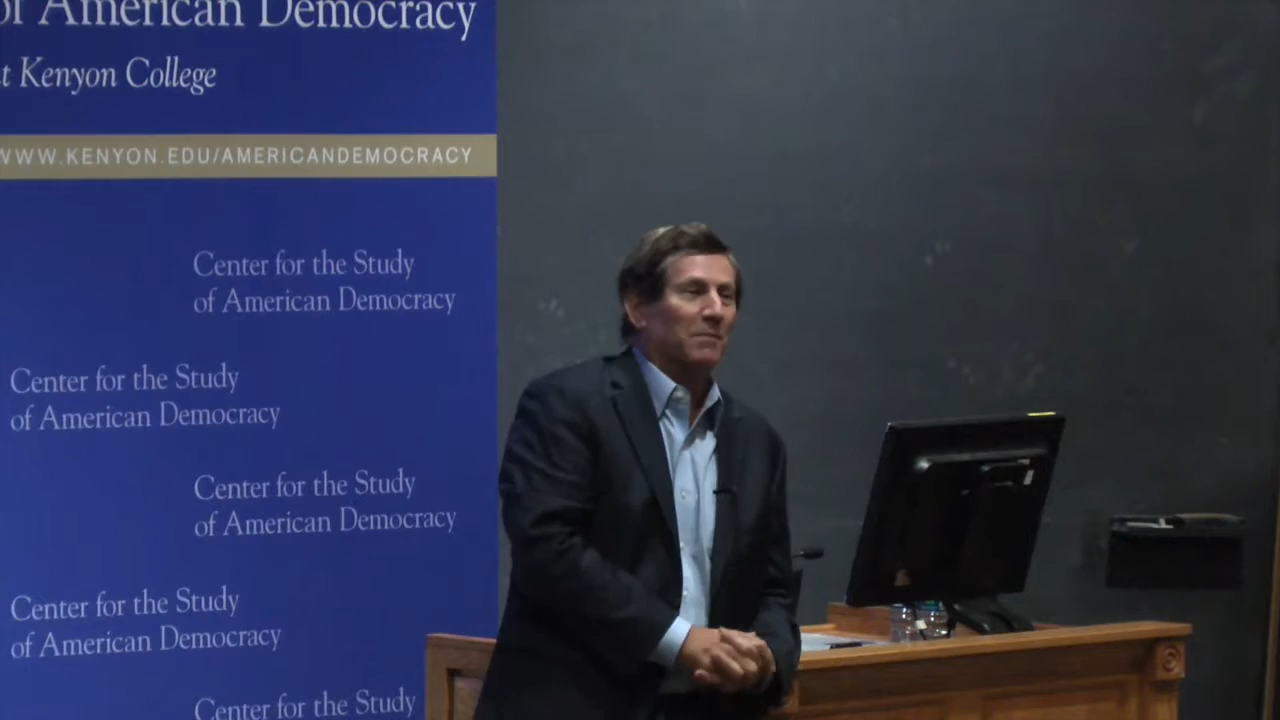 of American Democracy
at Kenyon College
WWW.KENYON.EDU/AMERICANDEMOCRACY
Center for the Study
of American Democracy
Center for the Study
of American Democracy
Center for the Study
of American Democracy
Center for the Study
of American Democracy
Center for the Study